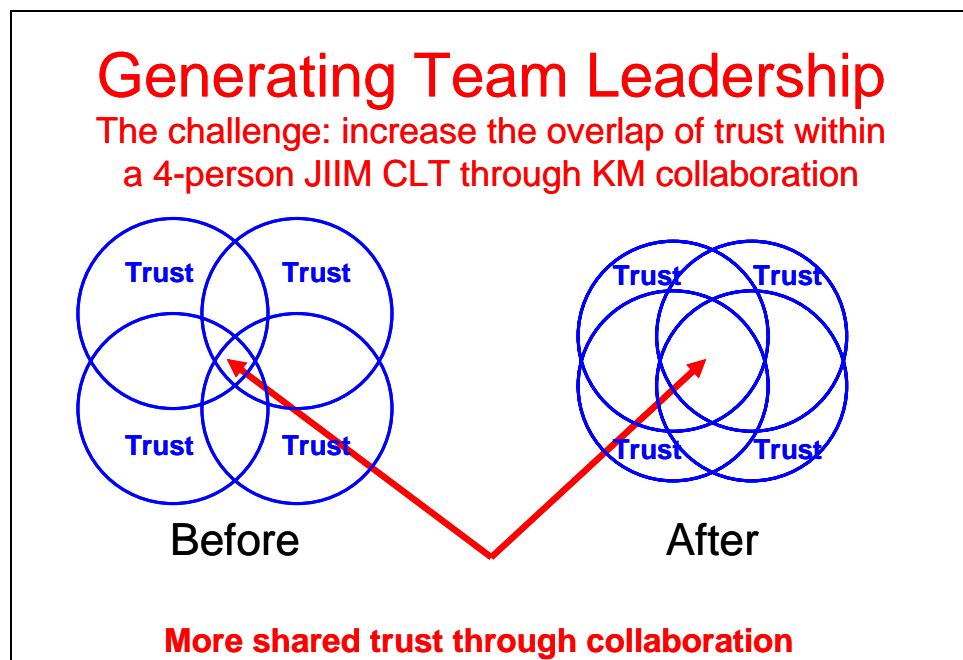 Generating Team Leadership
The challenge: increase the overlap of trust within
a 4-person JIIM CLT through KM collaboration
Trust Trust
Trust Trust
Before
Trust Trust
Trust Trust
After
More shared trust through collaboration